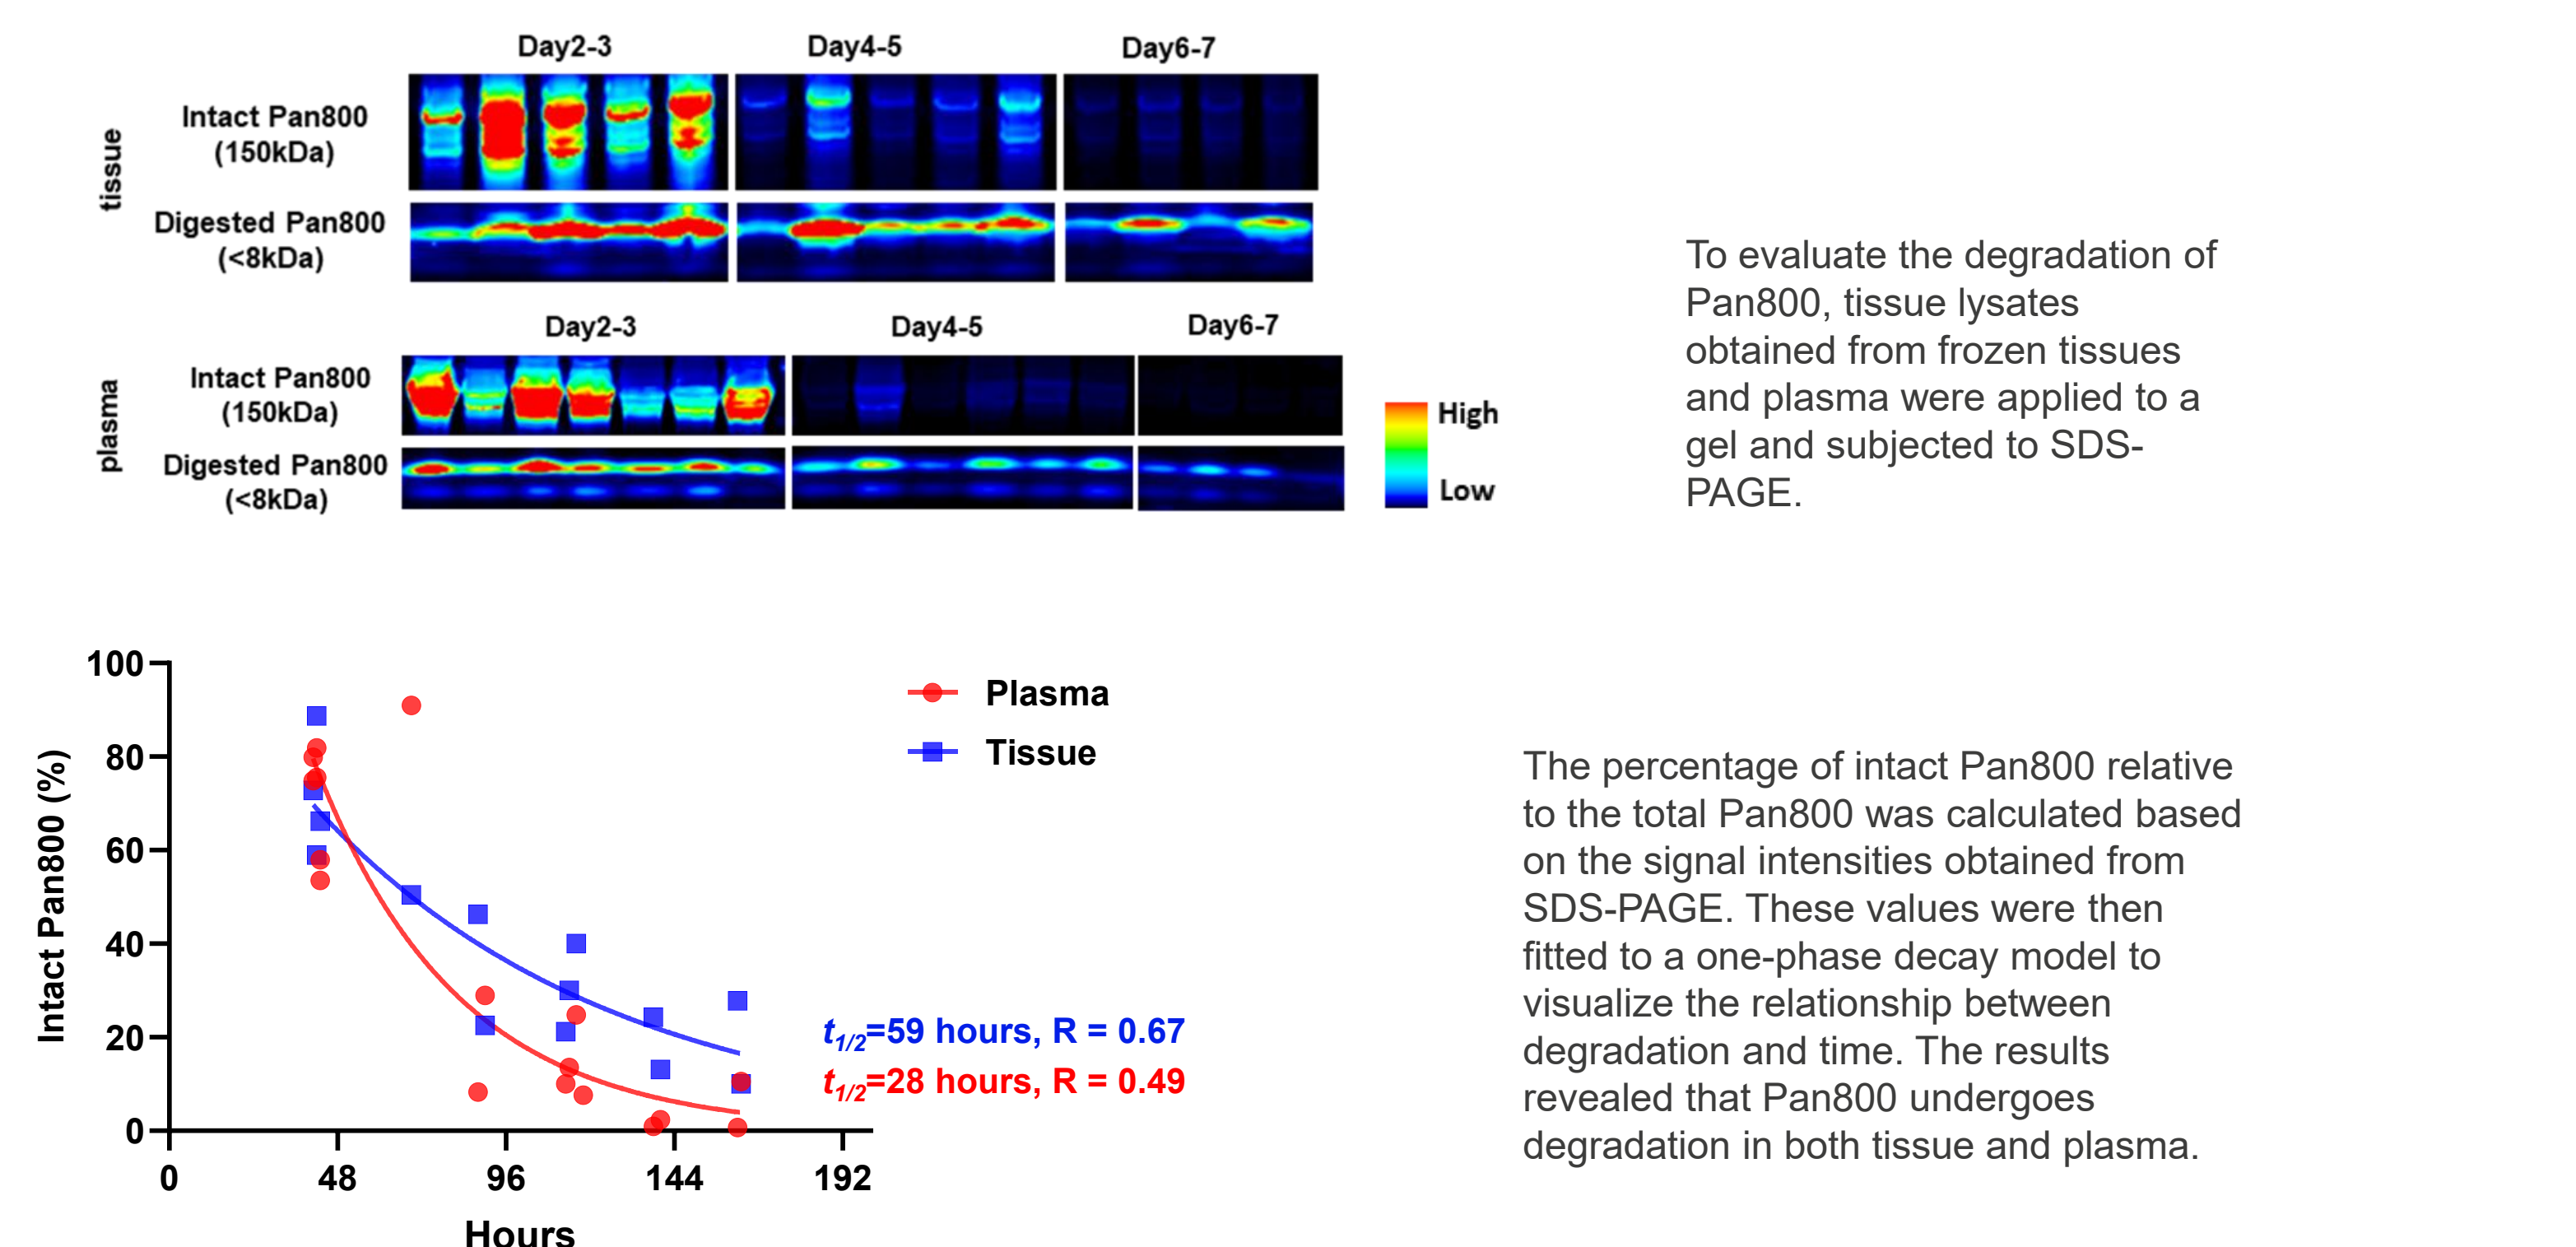 Day2-3
Day4-5
Day6-7
tissue
Intact Pan800
(150kDa)
Digested Pan800
(<8kDa)
Day2-3
Day4-5
Day6-7
plasma
Intact Pan800
(150kDa)
Digested Pan800
(<8kDa)
High
Low
To evaluate the degradation of
Pan800, tissue lysates
obtained from frozen tissues
and plasma were applied to a
gel and subjected to SDS-
PAGE.
Intact Pan800 (%)
100
80
60
40
20
0
0
48
96
144
192
Hours
Plasma
Tissue
t1/2=59 hours, R = 0.67
t1/2=28 hours, R = 0.49
The percentage of intact Pan800 relative
to the total Pan800 was calculated based
on the signal intensities obtained from
SDS-PAGE. These values were then
fitted to a one-phase decay model to
visualize the relationship between
degradation and time. The results
revealed that Pan800 undergoes
degradation in both tissue and plasma.